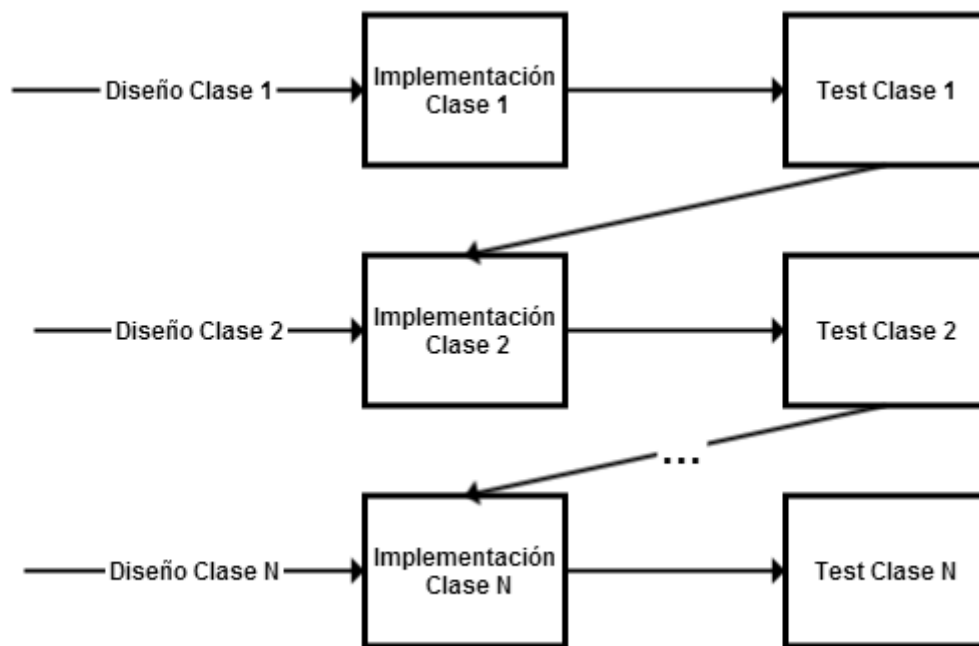 Diseño Clase 1
Implementación
Clase 1
Test Clase 1
Diseño Clase 2
Implementación
Clase 2
Test Clase 2
...
Diseño Clase N
Implementación
Clase N
Test Clase N